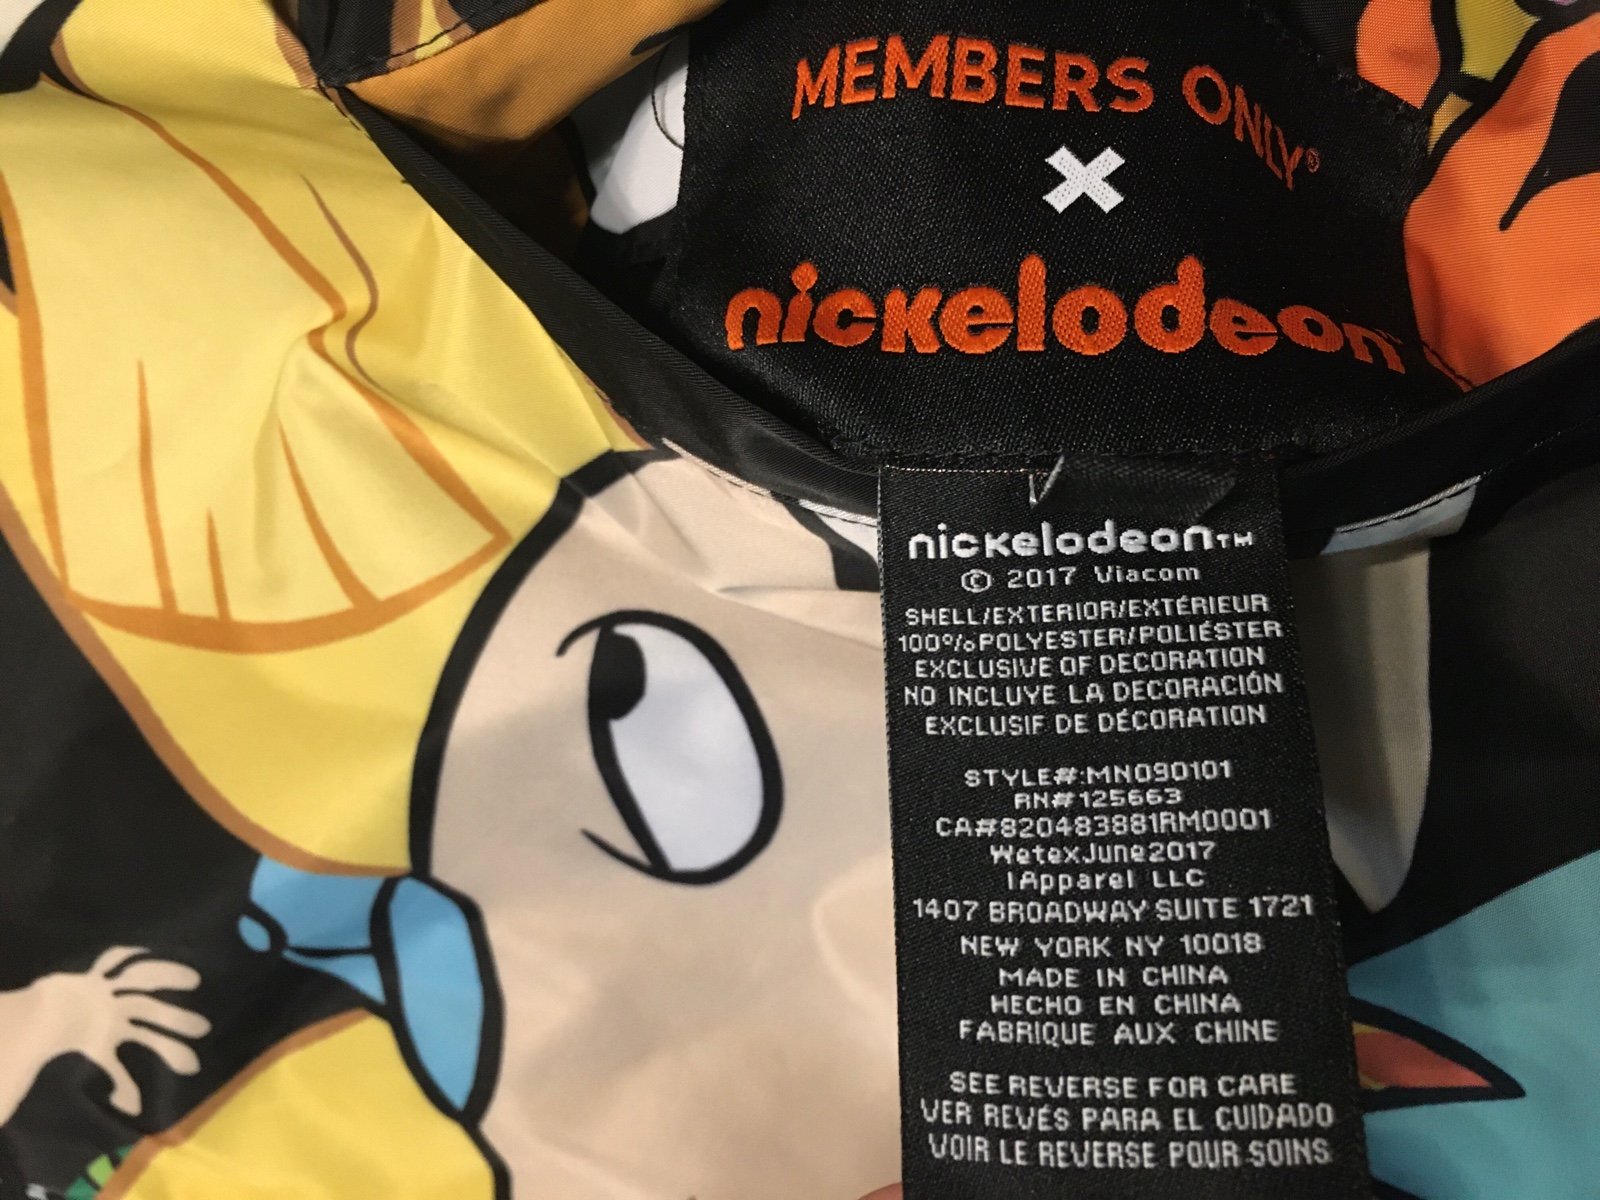 MEMBERS ONLY®
×
nickelodeon
nickelodeon™
© 2017 Viacom
SHELL/EXTERIOR/EXTÉRIEUR
100%POLYESTER/POLIÉSTER
EXCLUSIVE OF DECORATION
NO INCLUYE LA DECORACIÓN
EXCLUSIF DE DÉCORATION
STYLE#:MN090101
RN#125663
CA#820483881RM0001
WetexJune2017
IApparel LLC
1407 BROADWAY SUITE 1721
NEW YORK NY 10018
MADE IN CHINA
HECHO EN CHINA
FABRIQUE AUX CHINE
SEE REVERSE FOR CARE
VER REVÉS PARA EL CUIDADO
VOIR LE REVERSE POUR SOINS